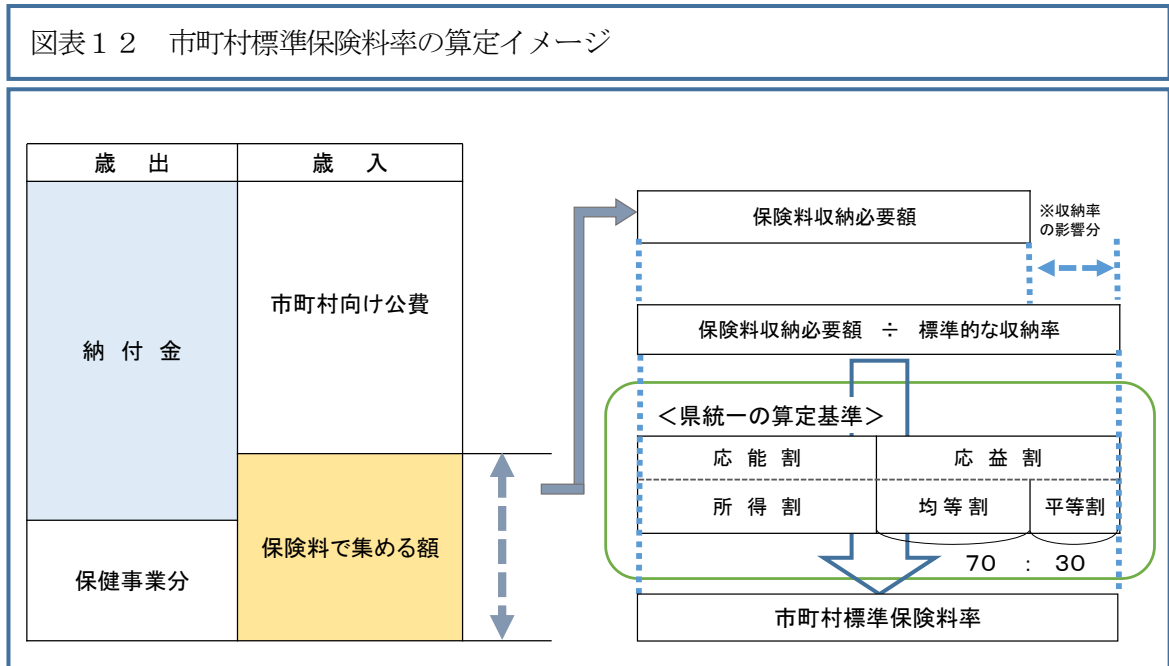 図表12 市町村標準保険料率の算定イメージ
歳 出
歳 入
納 付 金
保健事業分
市町村向け公費
保険料で集める額
保険料収納必要額
※収納率
の影響分
保険料収納必要額 ÷ 標準的な収納率
＜県統一の算定基準＞
応 能 割
応 益 割
所 得 割
均 等 割
平等割
70 : 30
市町村標準保険料率